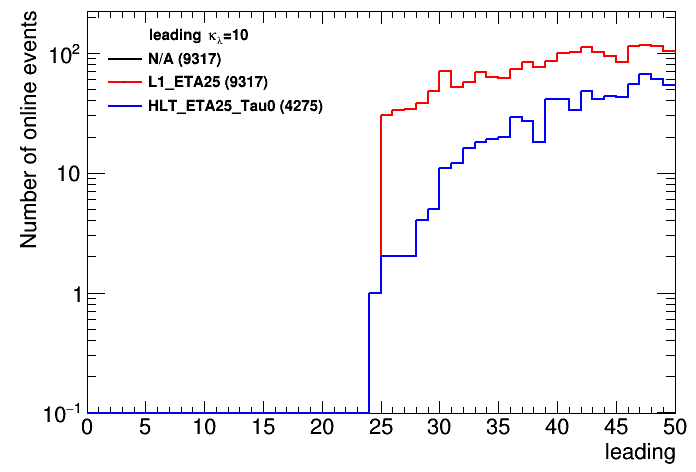 leading κλ=10
N/A (9317)
L1_ETA25 (9317)
HLT_ETA25_Tau0 (4275)
Number of online events
10²
10
1
10⁻¹
0 5 10 15 20 25 30 35 40 45 50
leading